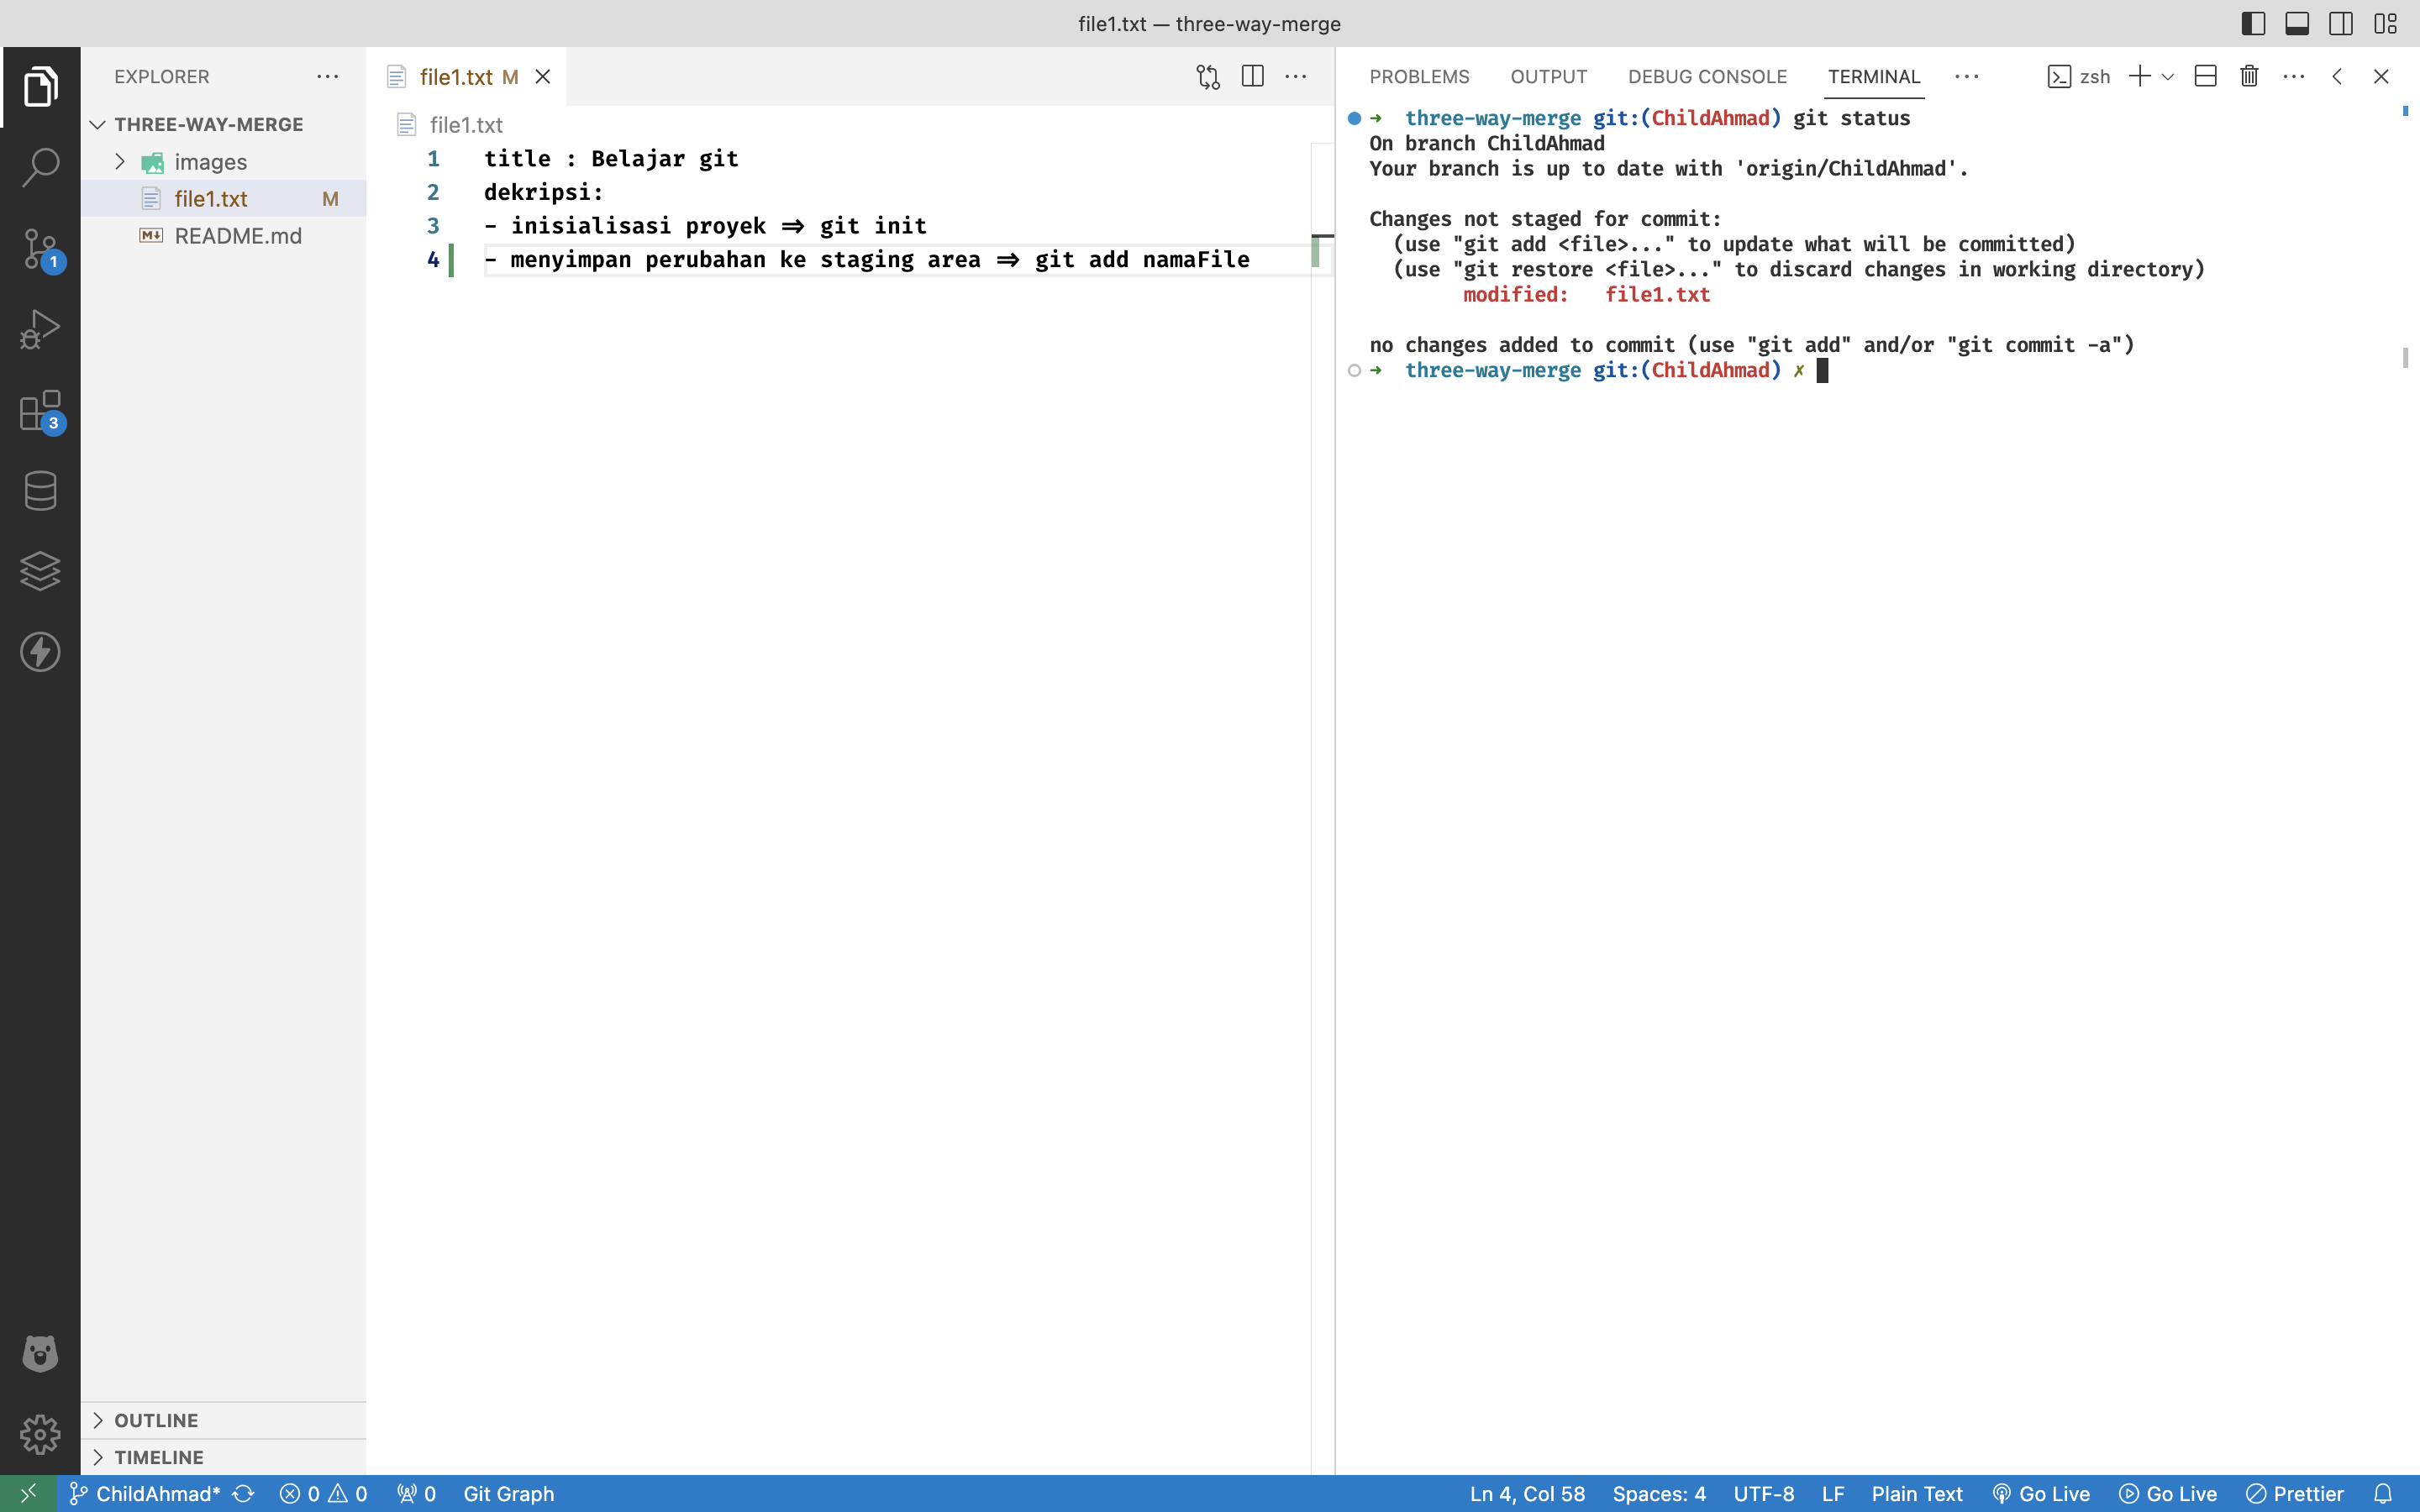 file1.txt — three-way-merge
EXPLORER
THREE-WAY-MERGE
images
file1.txt M
README.md
OUTLINE
TIMELINE
file1.txt M
file1.txt
1 title : Belajar git
2 dekripsi:
3 - inisialisasi proyek => git init
4 - menyimpan perubahan ke staging area => git add namaFile
PROBLEMS OUTPUT DEBUG CONSOLE TERMINAL zsh
➜ three-way-merge git:(ChildAhmad) git status
On branch ChildAhmad
Your branch is up to date with 'origin/ChildAhmad'.
Changes not staged for commit:
(use "git add <file>..." to update what will be committed)
(use "git restore <file>..." to discard changes in working directory)
modified: file1.txt
no changes added to commit (use "git add" and/or "git commit -a")
➜ three-way-merge git:(ChildAhmad) ✗
1
3
ChildAhmad* 0 0 0 Git Graph Ln 4, Col 58 Spaces: 4 UTF-8 LF Plain Text Go Live Go Live Prettier